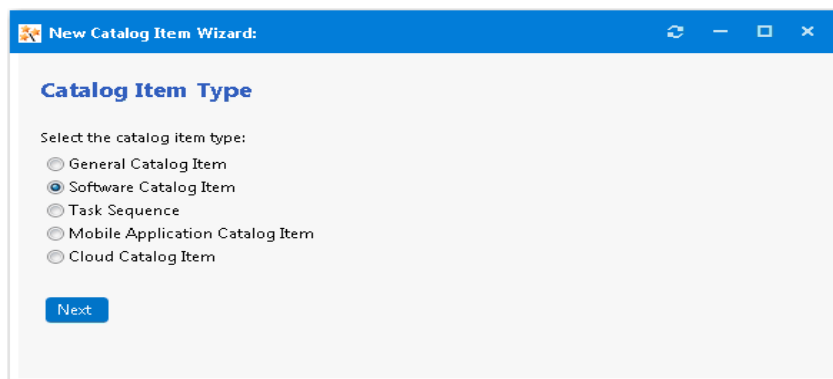 New Catalog Item Wizard:
Catalog Item Type
Select the catalog item type:
General Catalog Item
Software Catalog Item
Task Sequence
Mobile Application Catalog Item
Cloud Catalog Item
Next